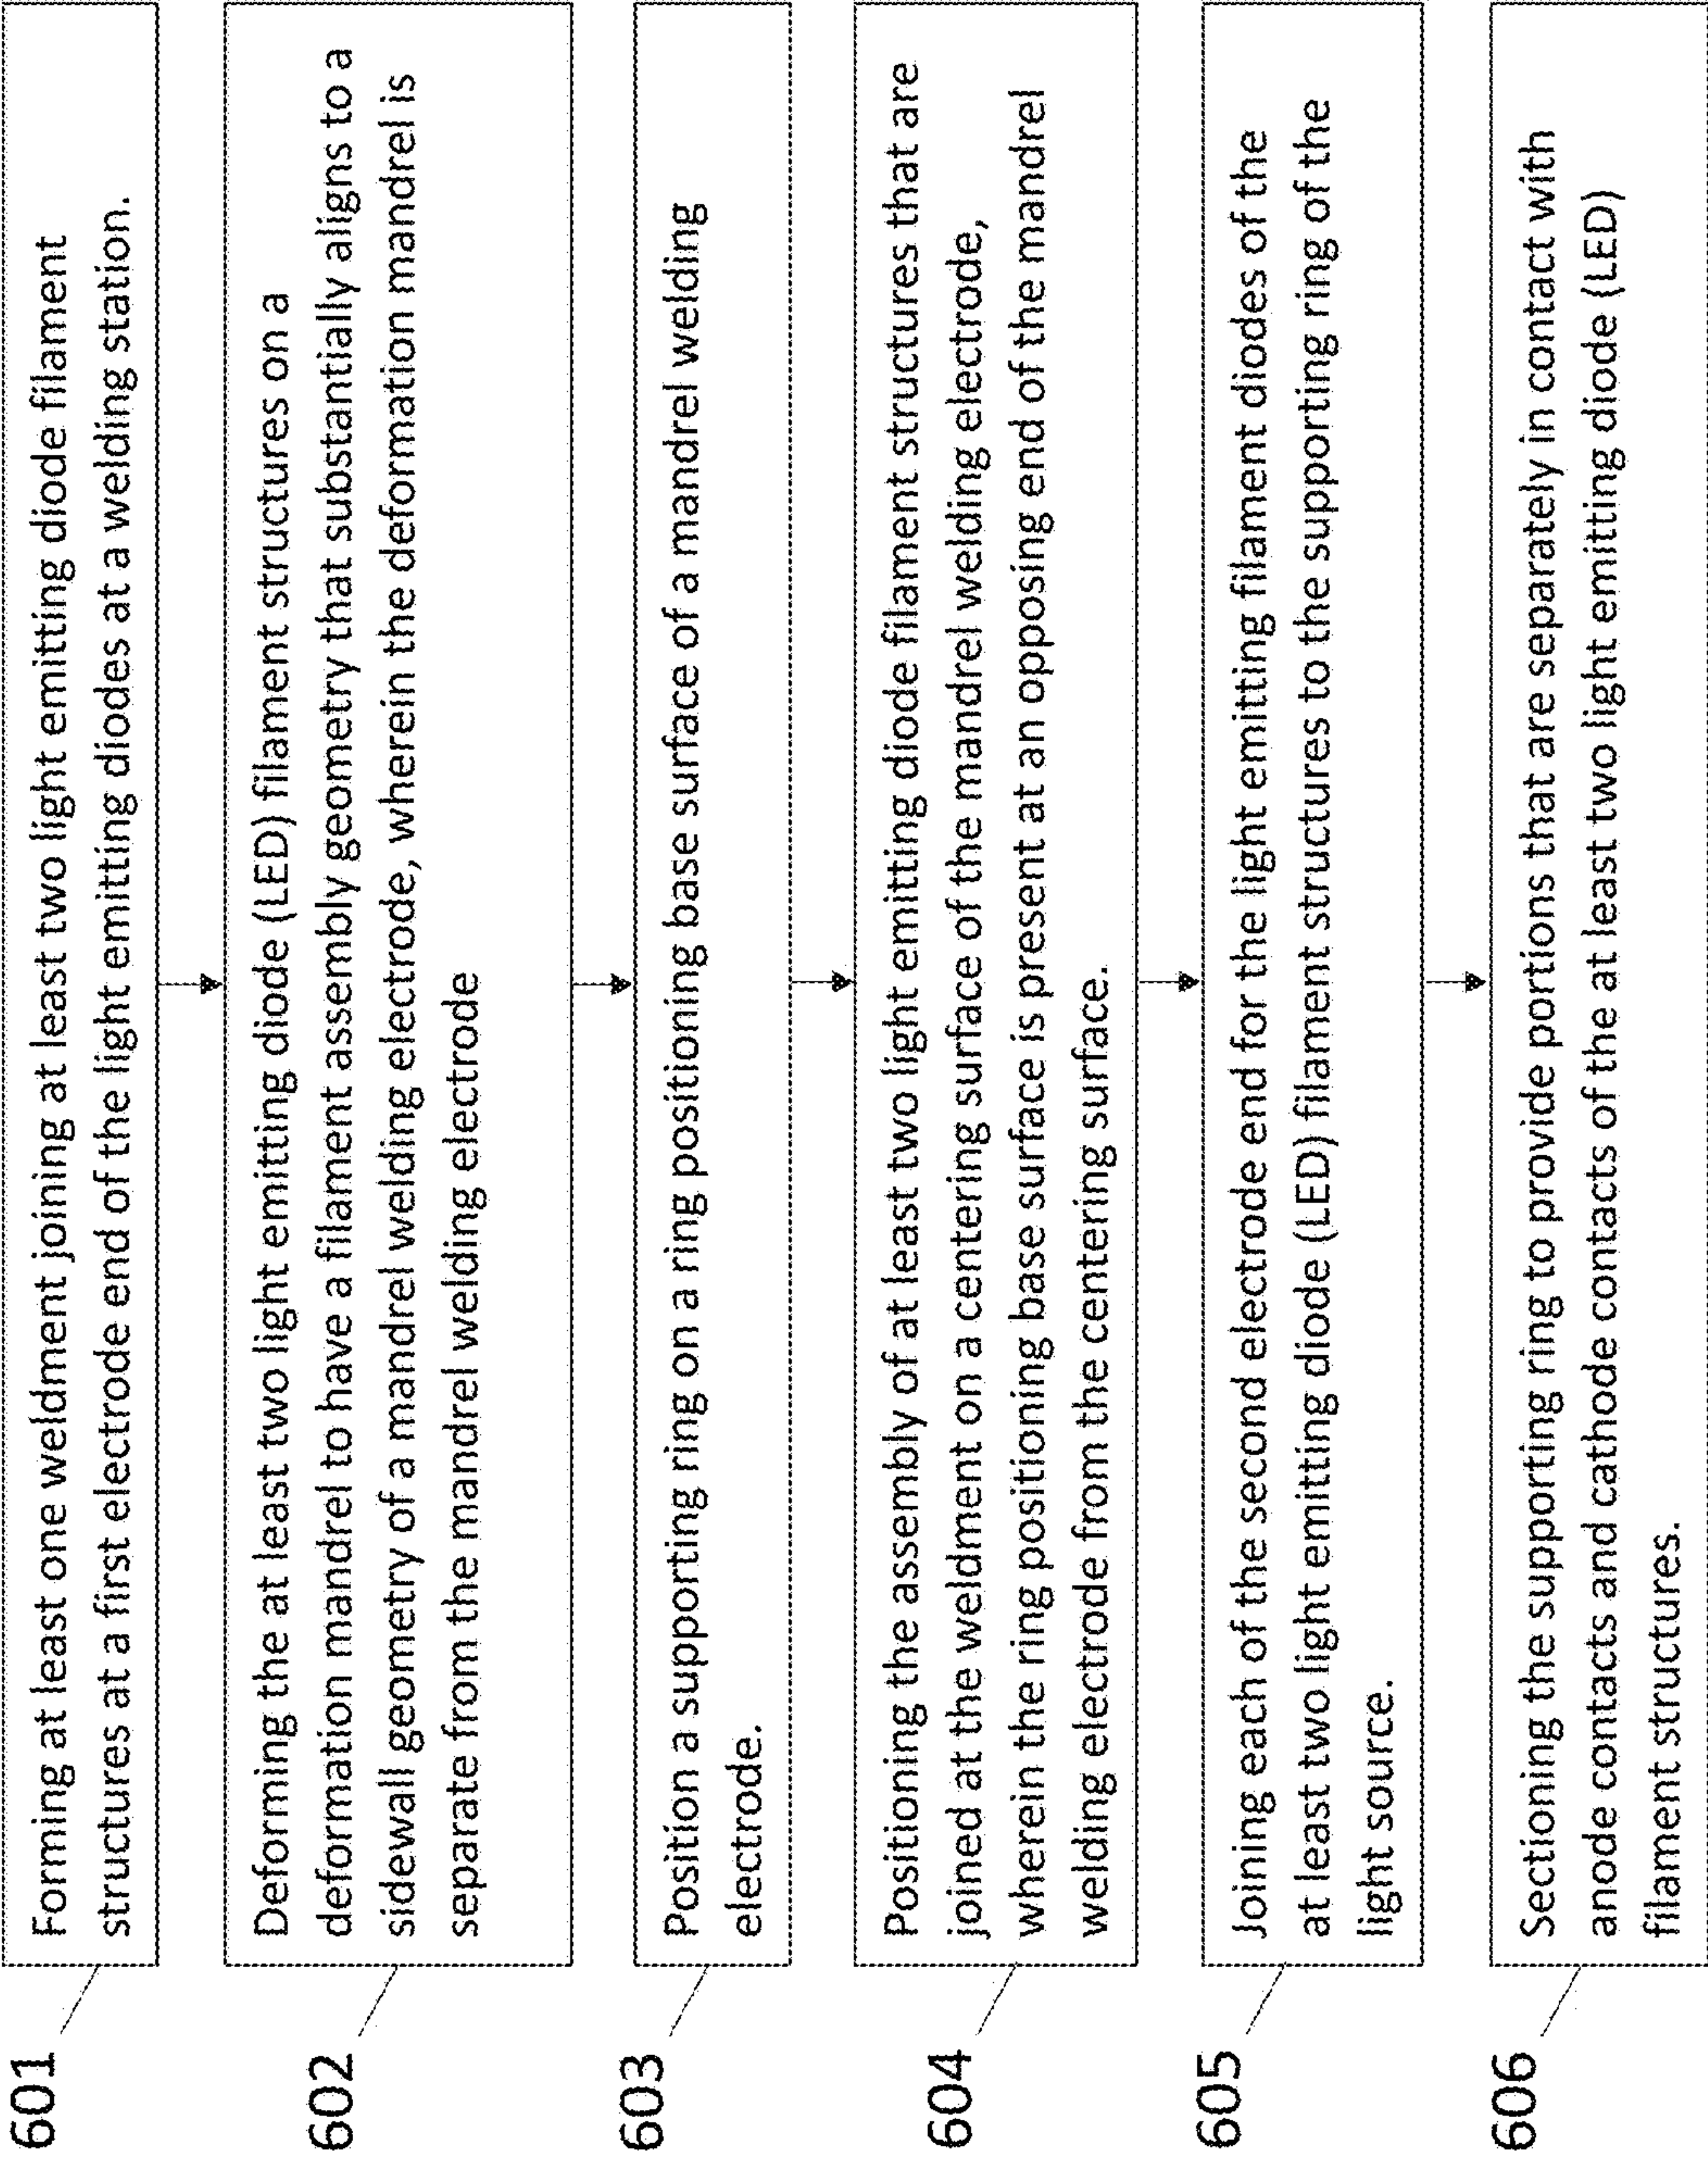 601
Forming at least one weldment joining at least two light emitting diode filament
structures at a first electrode end of the light emitting diodes at a welding station.
602
Deforming the at least two light emitting diode (LED) filament structures on a
deformation mandrel to have a filament assembly geometry that substantially aligns to a
sidewall geometry of a mandrel welding electrode, wherein the deformation mandrel is
separate from the mandrel welding electrode
603
Position a supporting ring on a ring positioning base surface of a mandrel welding
electrode.
604
Positioning the assembly of at least two light emitting diode filament structures that are
joined at the weldment on a centering surface of the mandrel welding electrode,
wherein the ring positioning base surface is present at an opposing end of the mandrel
welding electrode from the centering surface.
605
Joining each of the second electrode end for the light emitting filament diodes of the
at least two light emitting diode (LED) filament structures to the supporting ring of the
light source.
606
Sectioning the supporting ring to provide portions that are separately in contact with
anode contacts and cathode contacts of the at least two light emitting diode (LED)
filament structures.